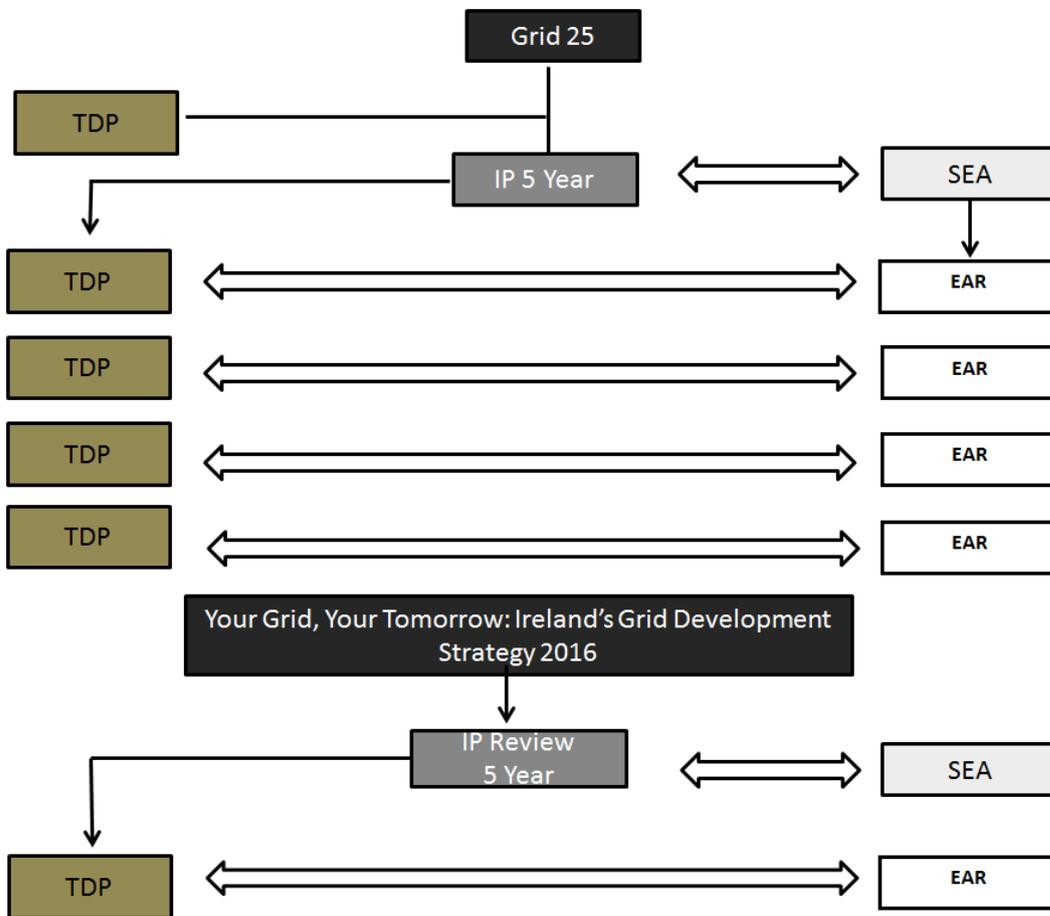 Grid 25
TDP
IP 5 Year
SEA
TDP
EAR
TDP
EAR
TDP
EAR
TDP
EAR
Your Grid, Your Tomorrow: Ireland's Grid Development
Strategy 2016
IP Review
5 Year
SEA
TDP
EAR